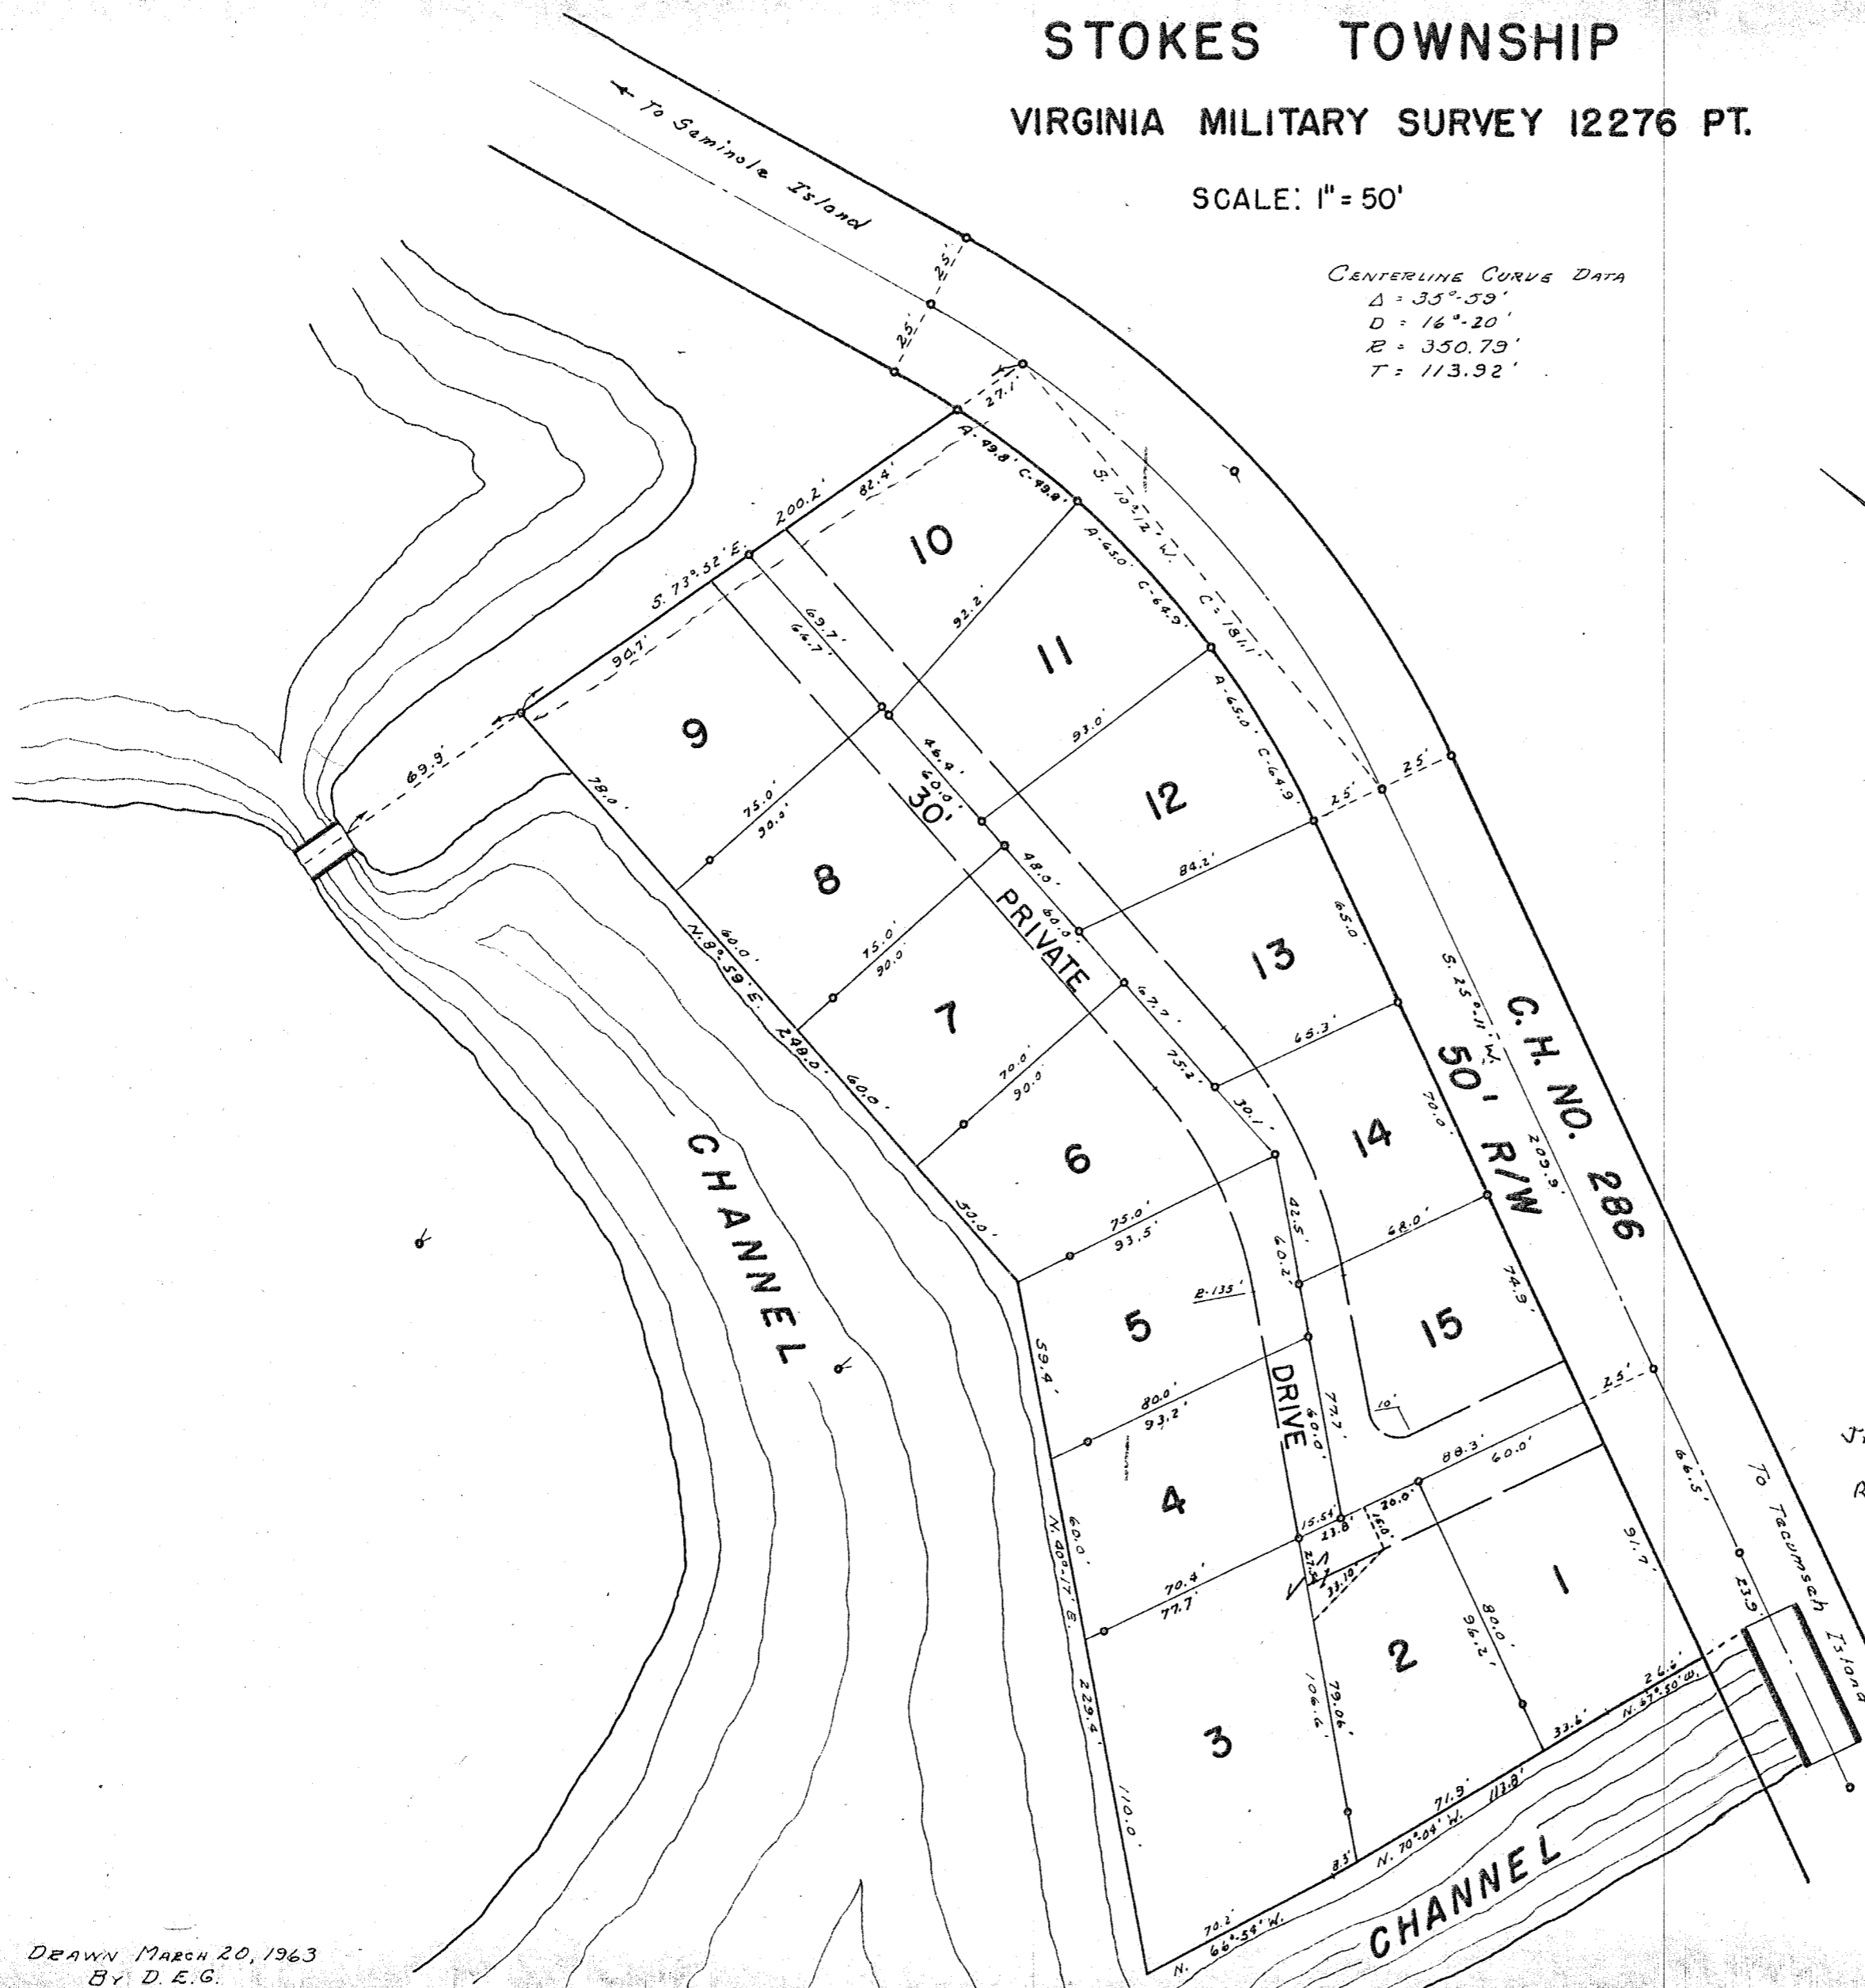 STOKES TOWNSHIP
VIRGINIA MILITARY SURVEY 12276 PT.
SCALE: 1" = 50'
CENTERLINE CURVE DATA
Δ = 35°-59'
D = 16°-20'
R = 350.79'
T = 113.92'
To Seminole Island
25'
25'
27.1'
A-49.8' C-49.8'
S. 10°-12' W.
C = 181.1'
200.2'
82.4'
S. 73°-52' E.
90.7'
69.9'
10
69.7'
66.7'
92.2'
A-65.0' C-64.9'
11
93.0'
A-65.0' C-64.9'
25'
25'
9
78.0'
75.0'
90.0'
46.4'
60.0'
30'
12
84.2'
8
60.0'
N. 8°-59' E.
248.0'
75.0'
90.0'
48.0'
60.0'
PRIVATE
13
65.0'
S. 25°-11' W.
209.9'
C.H. NO. 286
50' R/W
7
60.0'
70.0'
90.0'
67.7'
75.2'
65.3'
30.1'
14
70.0'
CHANNEL
6
50.0'
75.0'
93.5'
42.5'
60.2'
68.0'
R-135'
5
59.4'
15
74.9'
80.0'
93.2'
DRIVE
77.7'
60.0'
10'
25'
88.3'
60.0'
4
60.0'
N. 40°-17' E.
229.4'
15.54'
13.8'
20.0'
15.0'
33.10'
70.4'
77.7'
1
91.7'
66.5'
To Tecumseh Island
23.9'
2
80.0'
96.2'
79.06'
106.6'
3
110.0'
26.6'
N. 67°-50' W.
33.6'
71.9'
113.8'
N. 70°-04' W.
8.3'
70.2'
N. 66°-54' W.
CHANNEL
DRAWN MARCH 20, 1963
BY D.E.G.